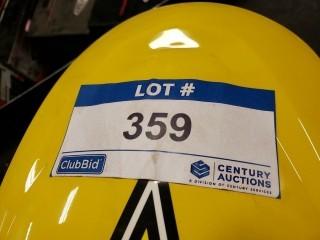 LOT #
359
ClubBid
CENTURY
AUCTIONS
A DIVISION OF CENTURY SERVICES